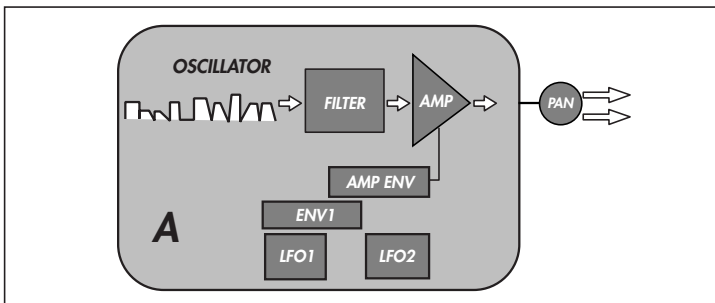 OSCILLATOR
FILTER
AMP
PAN
AMP ENV
ENV1
A
LFO1
LFO2